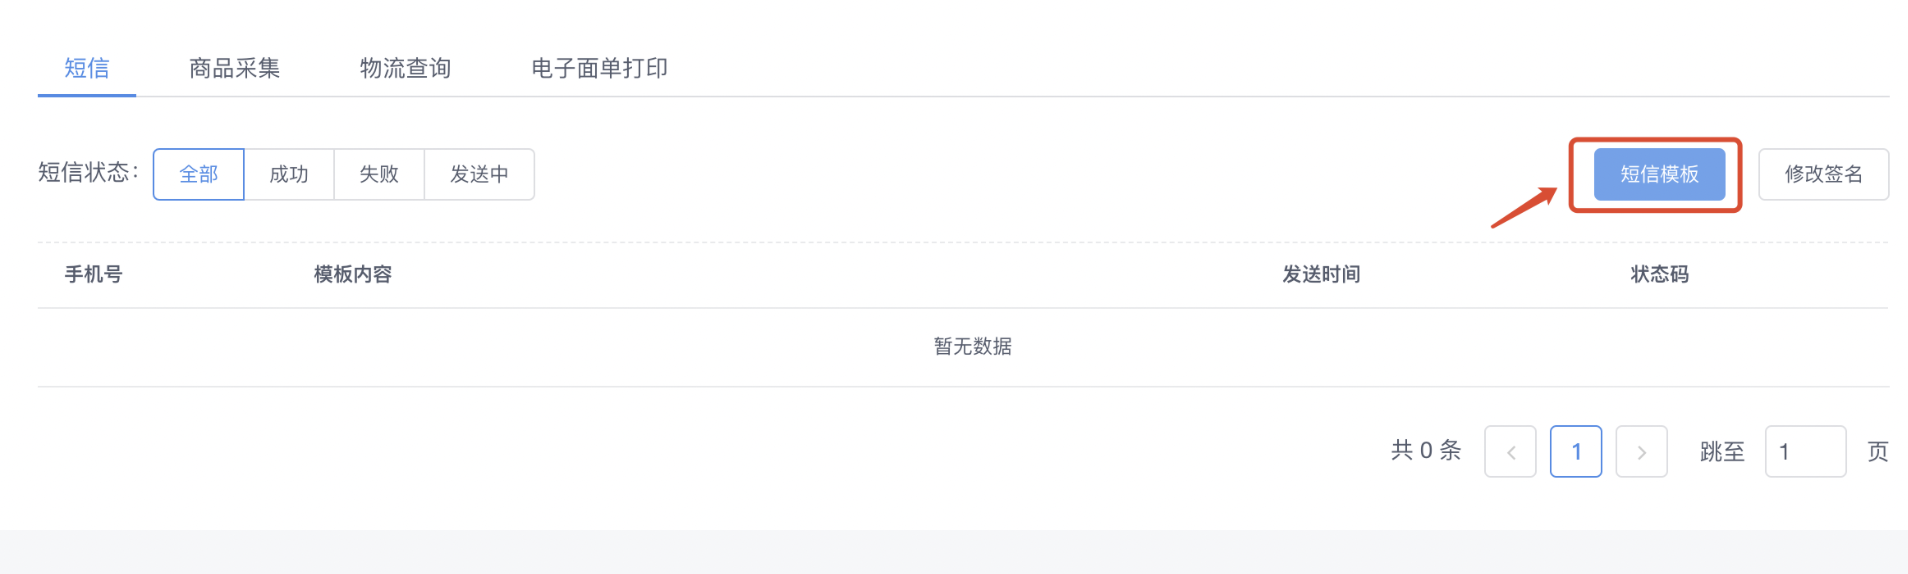 短信 商品采集 物流查询 电子面单打印
短信状态： 全部 成功 失败 发送中 短信模板 修改签名
手机号 模板内容 发送时间 状态码
暂无数据
共 0 条 < 1 > 跳至 1 页